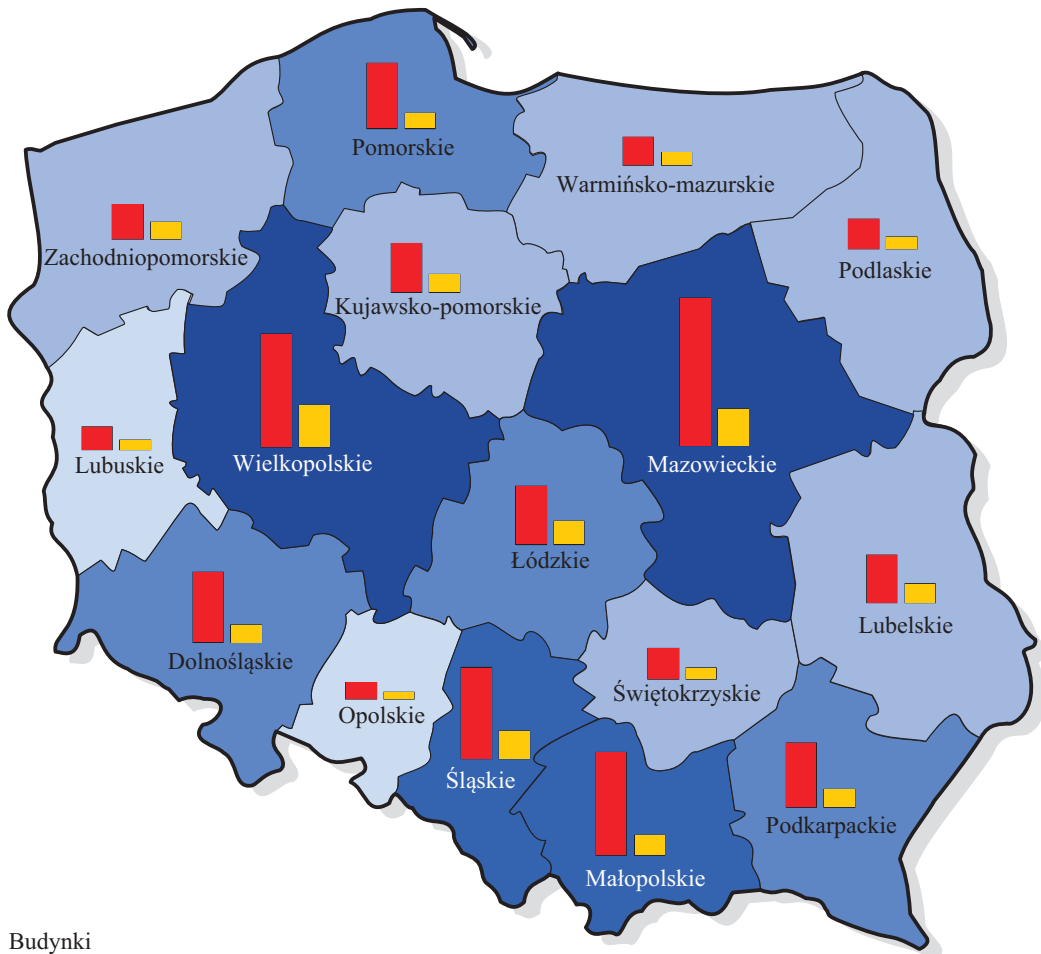 Pomorskie
Warmińsko-mazurskie
Zachodniopomorskie
Podlaskie
Kujawsko-pomorskie
Lubuskie
Wielkopolskie
Mazowieckie
Łódzkie
Lubelskie
Dolnośląskie
Świętokrzyskie
Opolskie
Śląskie
Podkarpackie
Małopolskie
Budynki